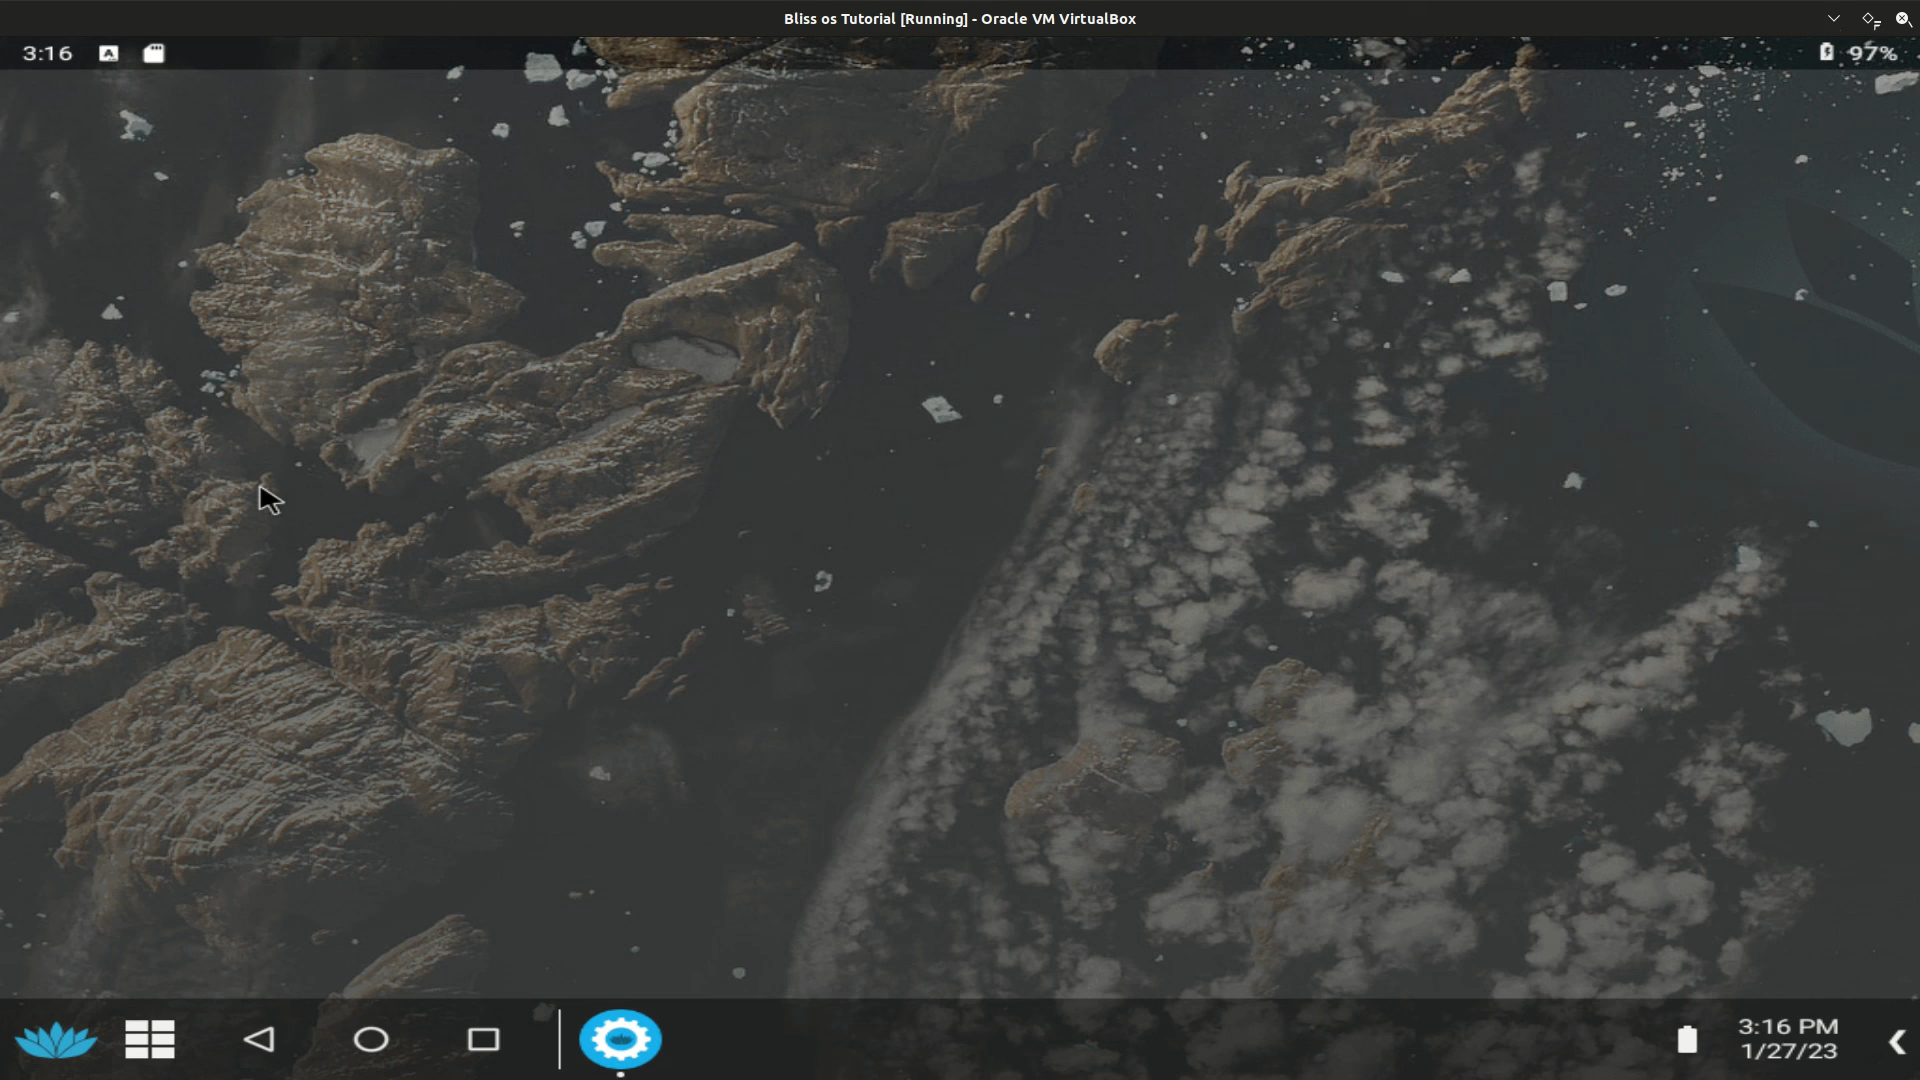 Bliss os Tutorial [Running] - Oracle VM VirtualBox
3:16
97%
3:16 PM
1/27/23